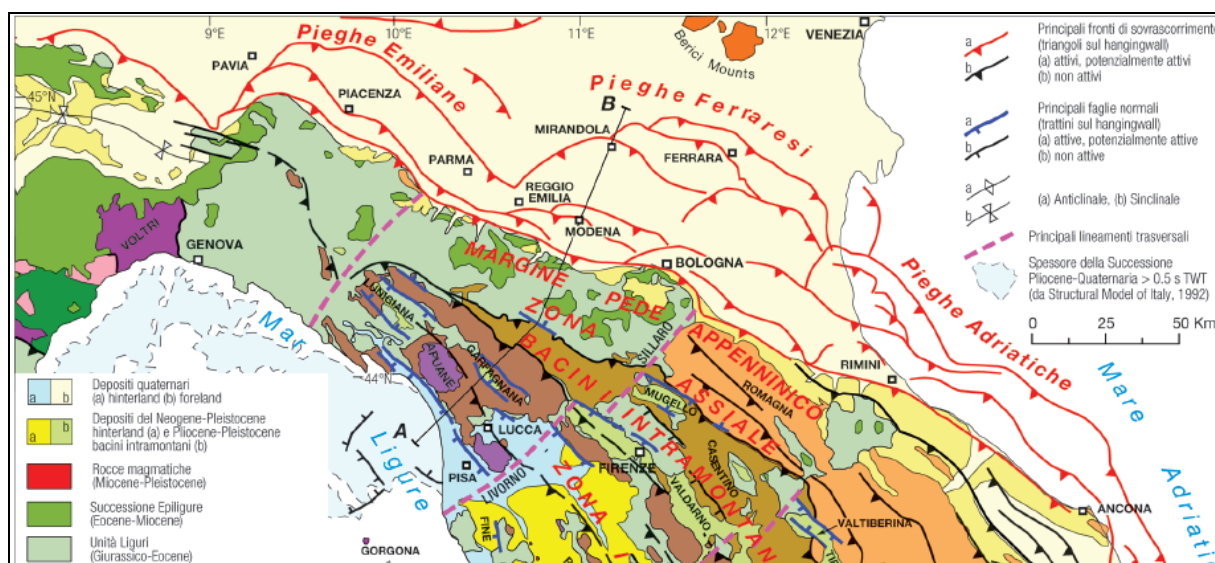 9°E
10°E
11°E
12°E
VENEZIA
PAVIA
Pieghe Emiliane
Berici Mounts
45°N
PIACENZA
B
Pieghe Ferraresi
MIRANDOLA
FERRARA
PARMA
REGGIO
EMILIA
MODENA
VOLTRI
GENOVA
BOLOGNA
MARGINE PEDE APPENNINICO
ZONA ASSIALE
BACINI INTRAMONTAN
ZONA I
Pieghe Adriatiche
LUNIGIANA
SILLARO
Mar
Ligure
APUANE
GARFAGNANA
44°N
RIMINI
ROMAGNA
MUGELLO
A
LUCCA
PISA
LIVORNO
FIRENZE
CASENTINO
VALDARNO
VALTIBERINA
ANCONA
FINE
GORGONA
Mare
Adriatic
Principali fronti di sovrascorrimento
(triangoli sul hangingwall)
a
(a) attivi, potenzialmente attivi
b
(b) non attivi
Principali faglie normali
(trattini sul hangingwall)
a
(a) attive, potenzialmente attive
b
(b) non attive
a
b
(a) Anticlinale, (b) Sinclinale
Principali lineamenti trasversali
Spessore della Successione
Pliocene-Quaternaria > 0.5 s TWT
(da Structural Model of Italy, 1992)
0 25 50 Km
a b
Depositi quaternari
(a) hinterland (b) foreland
a b
Depositi del Neogene-Pleistocene
hinterland (a) e Pliocene-Pleistocene
bacini intramontani (b)
Rocce magmatiche
(Miocene-Pleistocene)
Successione Epiligure
(Eocene-Miocene)
Unità Liguri
(Giurassico-Eocene)